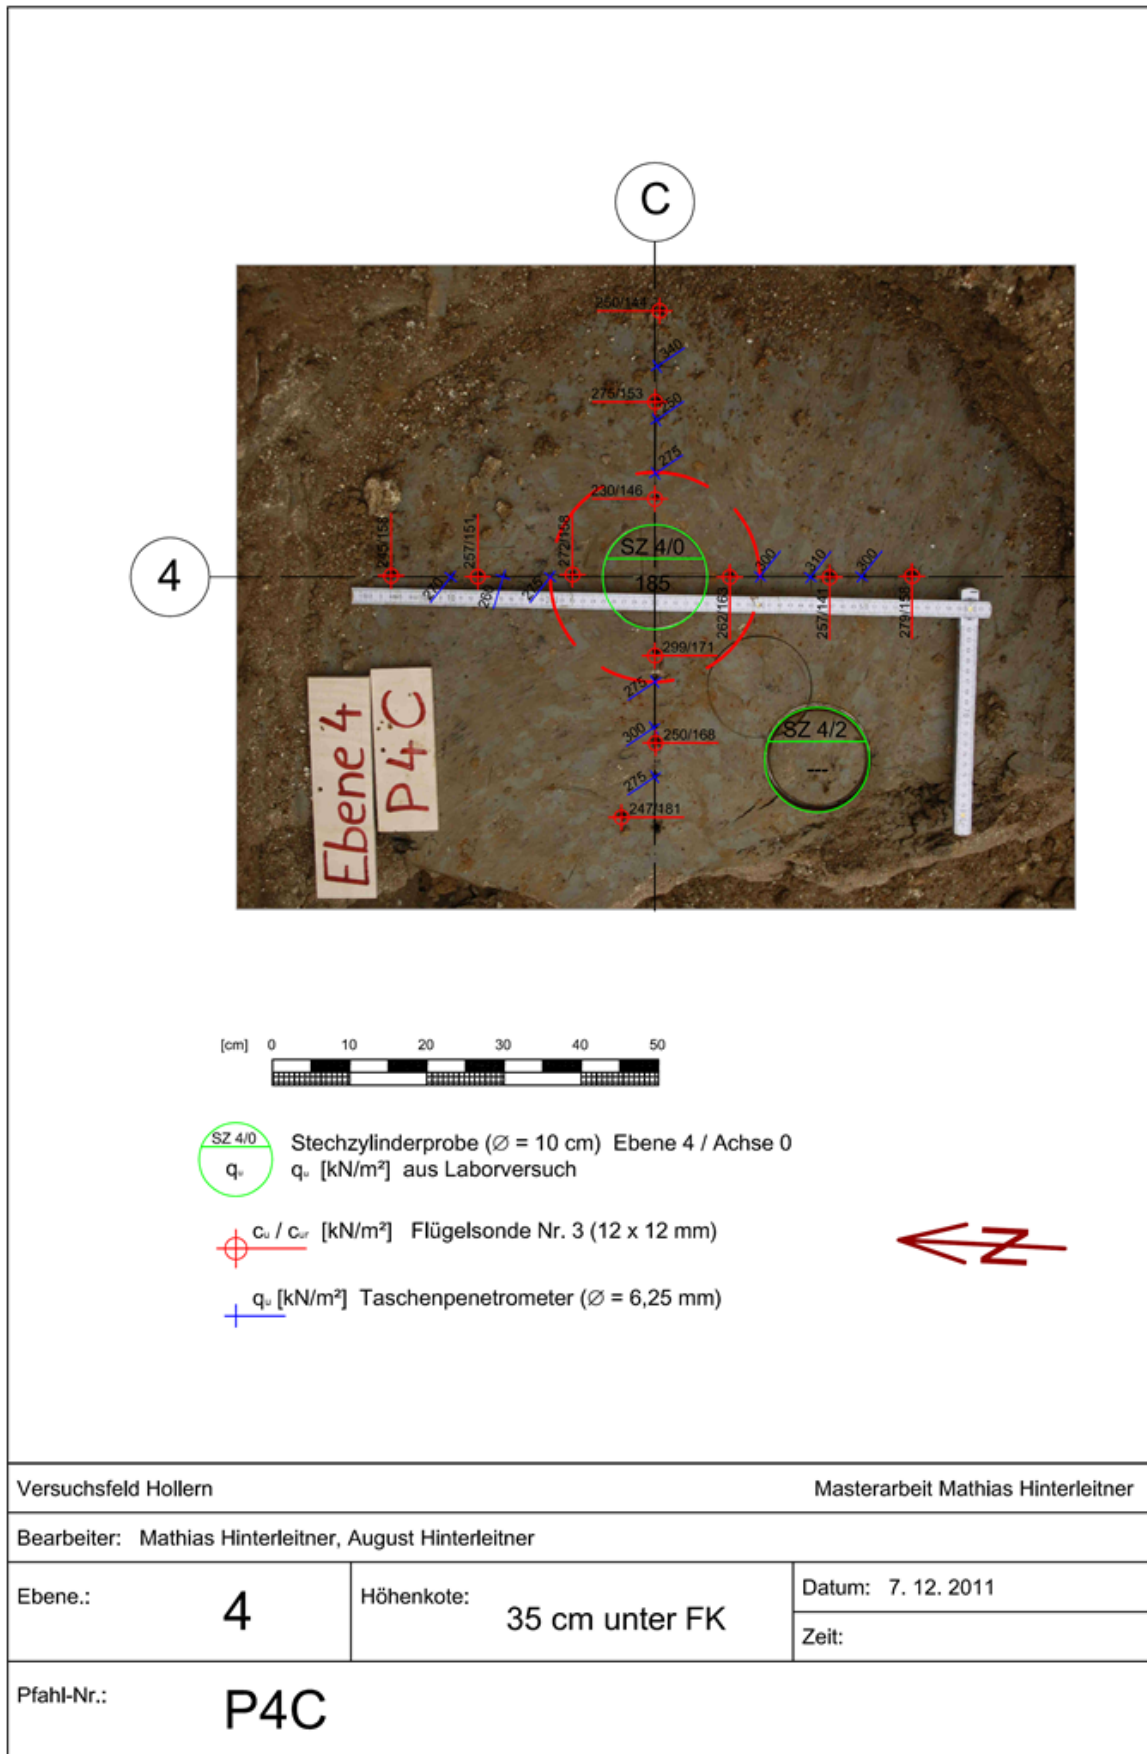 C
250/144
340
275/153
250
275
230/146
245/158
257/151
272/158
SZ 4/0
300
310
300
4
185
270
260
275
262/163
257/141
279/158
299/171
275
300
250/168
SZ 4/2
---
275
247/181
Ebene 4
P4C
[cm] 0 10 20 30 40 50
SZ 4/0
qᵤ
Stechzylinderprobe (∅ = 10 cm) Ebene 4 / Achse 0
qᵤ [kN/m²] aus Laborversuch
cᵤ / cᵤᵣ [kN/m²] Flügelsonde Nr. 3 (12 x 12 mm)
N
qᵤ [kN/m²] Taschenpenetrometer (∅ = 6,25 mm)
Versuchsfeld Hollern
Masterarbeit Mathias Hinterleitner
Bearbeiter: Mathias Hinterleitner, August Hinterleitner
Ebene.: 4
Höhenkote: 35 cm unter FK
Datum: 7. 12. 2011
Zeit:
Pfahl-Nr.: P4C